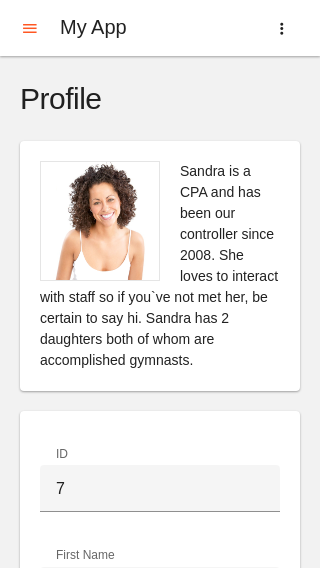 My App
Profile
Sandra is a
CPA and has
been our
controller since
2008. She
loves to interact
with staff so if you`ve not met her, be
certain to say hi. Sandra has 2
daughters both of whom are
accomplished gymnasts.
ID
7
First Name